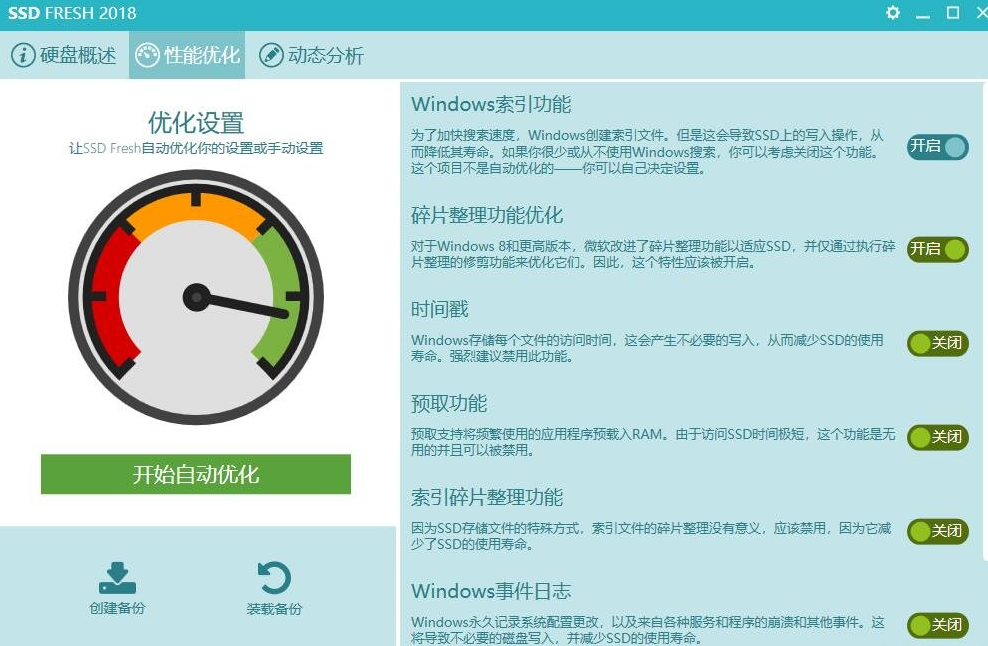 SSD FRESH 2018
硬盘概述 性能优化 动态分析
优化设置
让SSD Fresh自动优化你的设置或手动设置
开始自动优化
创建备份 装载备份
Windows索引功能
为了加快搜索速度，Windows创建索引文件。但是这会导致SSD上的写入操作，从
而降低其寿命。如果你很少或从不使用Windows搜索，你可以考虑关闭这个功能。
这个项目不是自动优化的——你可以自己决定设置。
开启
碎片整理功能优化
对于Windows 8和更高版本，微软改进了碎片整理功能以适应SSD，并仅通过执行碎
片整理的修剪功能来优化它们。因此，这个特性应该被开启。
开启
时间戳
Windows存储每个文件的访问时间，这会产生不必要的写入，从而减少SSD的使用
寿命。强烈建议禁用此功能。
关闭
预取功能
预取支持将频繁使用的应用程序预载入RAM。由于访问SSD时间极短，这个功能是无
用的并且可以被禁用。
关闭
索引碎片整理功能
因为SSD存储文件的特殊方式，索引文件的碎片整理没有意义，应该禁用，因为它减
少了SSD的使用寿命。
关闭
Windows事件日志
Windows永久记录系统配置更改，以及来自各种服务和程序的崩溃和其他事件。这
将导致不必要的磁盘写入，并减少SSD的使用寿命。
关闭